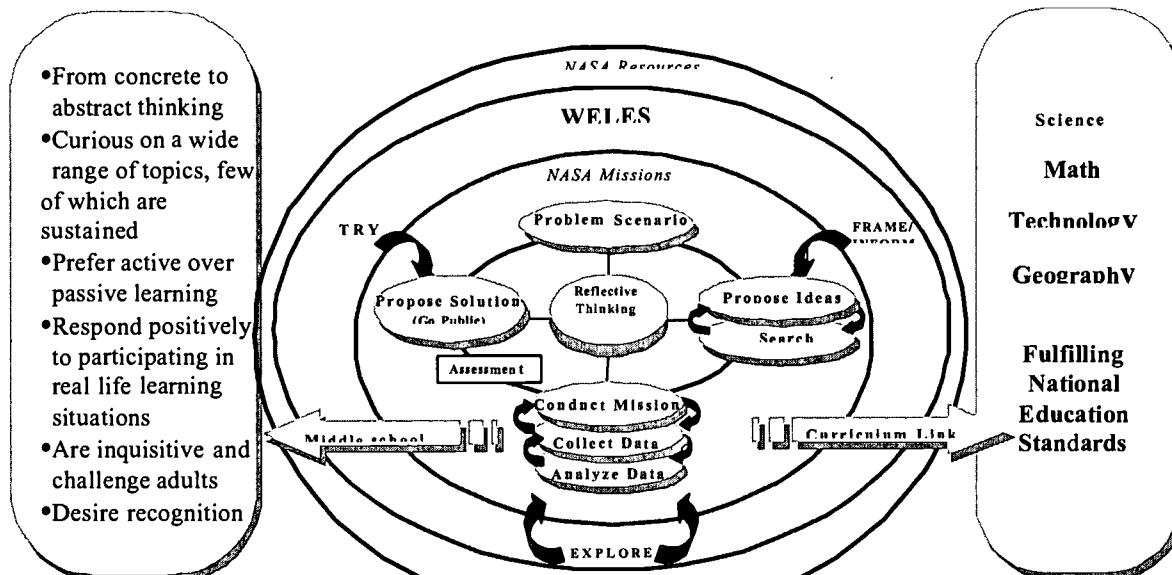 •From concrete to
abstract thinking
•Curious on a wide
range of topics, few
of which are
sustained
•Prefer active over
passive learning
•Respond positively
to participating in
real life learning
situations
•Are inquisitive and
challenge adults
•Desire recognition
NASA Resources
WELES
NASA Missions
TRY
FRAME/
INFORM
Problem Scenario
Propose Solution
(Go Public)
Reflective
Thinking
Propose Ideas
Search
Assessment
Conduct Mission
Collect Data
Analyze Data
Middle school
Curriculum Link
EXPLORE
Science
Math
Technology
Geography
Fulfilling
National
Education
Standards